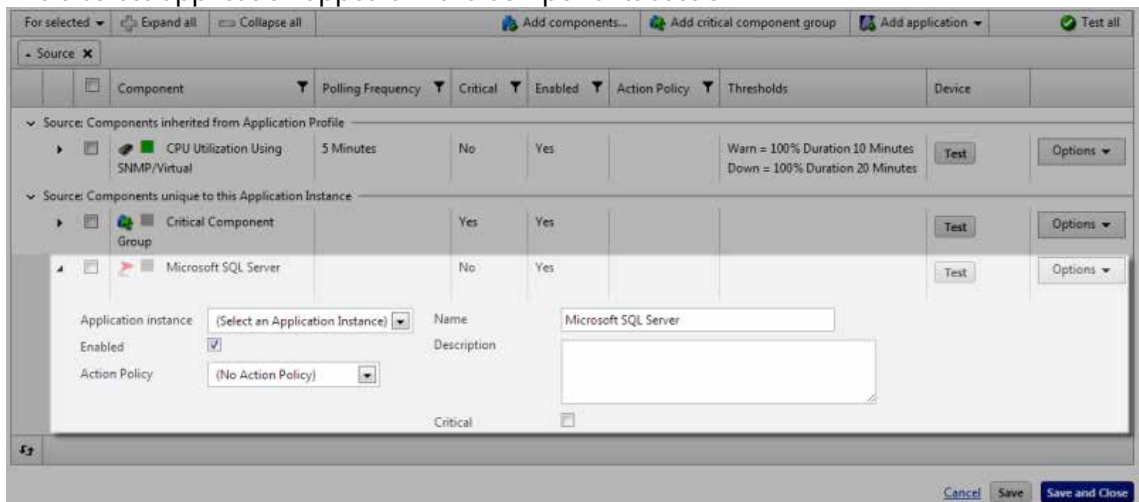 For selected Expand all Collapse all Add components... Add critical component group Add application Test all
Source
Component Polling Frequency Critical Enabled Action Policy Thresholds Device
Source: Components inherited from Application Profile
CPU Utilization Using 5 Minutes No Yes Warn = 100% Duration 10 Minutes Test Options
SNMP/Virtual Down = 100% Duration 20 Minutes
Source: Components unique to this Application Instance
Critical Component Yes Yes Test Options
Group
Microsoft SQL Server No Yes Test Options
Application instance (Select an Application Instance) Name Microsoft SQL Server
Enabled Description
Action Policy (No Action Policy)
Critical
Cancel Save Save and Close